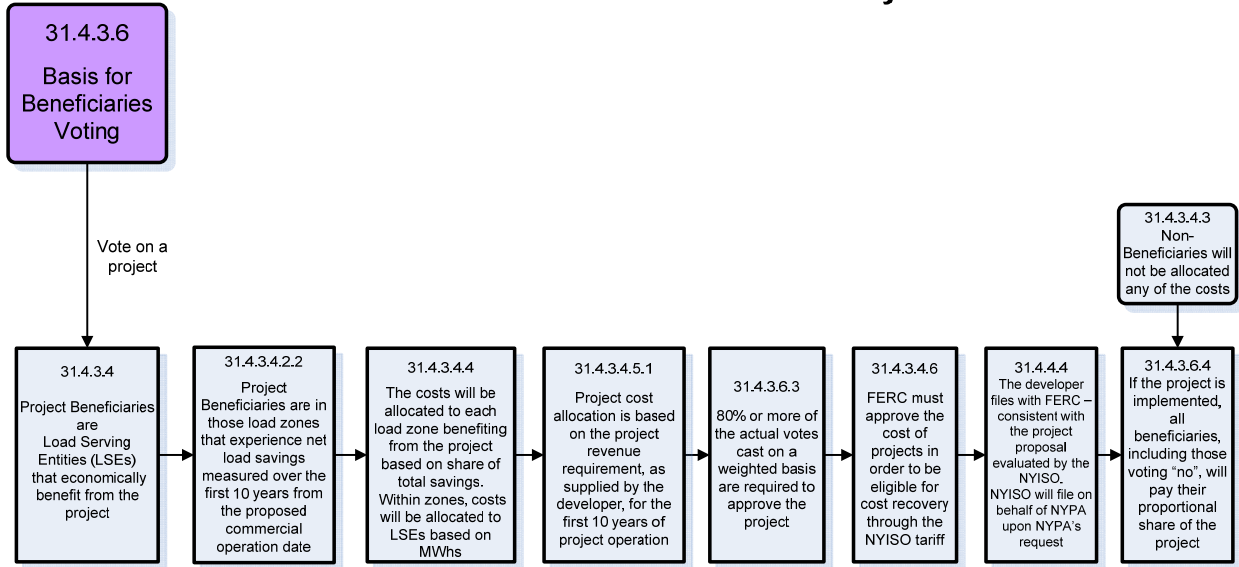 31.4.3.6
Basis for
Beneficiaries
Voting
Vote on a
project
31.4.3.4.3
Non-
Beneficiaries will
not be allocated
any of the costs
31.4.3.4
Project Beneficiaries
are
Load Serving
Entities (LSEs)
that economically
benefit from the
project
31.4.3.4.2.2
Project
Beneficiaries are in
those load zones
that experience net
load savings
measured over the
first 10 years from
the proposed
commercial
operation date
31.4.3.4.4
The costs will be
allocated to each
load zone benefiting
from the project
based on share of
total savings.
Within zones, costs
will be allocated to
LSEs based on
MWhs
31.4.3.4.5.1
Project cost
allocation is based
on the project
revenue
requirement, as
supplied by the
developer, for the
first 10 years of
project operation
31.4.3.6.3
80% or more of
the actual votes
cast on a
weighted basis
are required to
approve the
project
31.4.3.4.6
FERC must
approve the
cost of
projects in
order to be
eligible for
cost recovery
through the
NYISO tariff
31.4.4.4
The developer
files with FERC –
consistent with
the project
proposal
evaluated by the
NYISO.
NYISO will file on
behalf of NYPA
upon NYPA's
request
31.4.3.6.4
If the project is
implemented,
all
beneficiaries,
including those
voting “no”, will
pay their
proportional
share of the
project